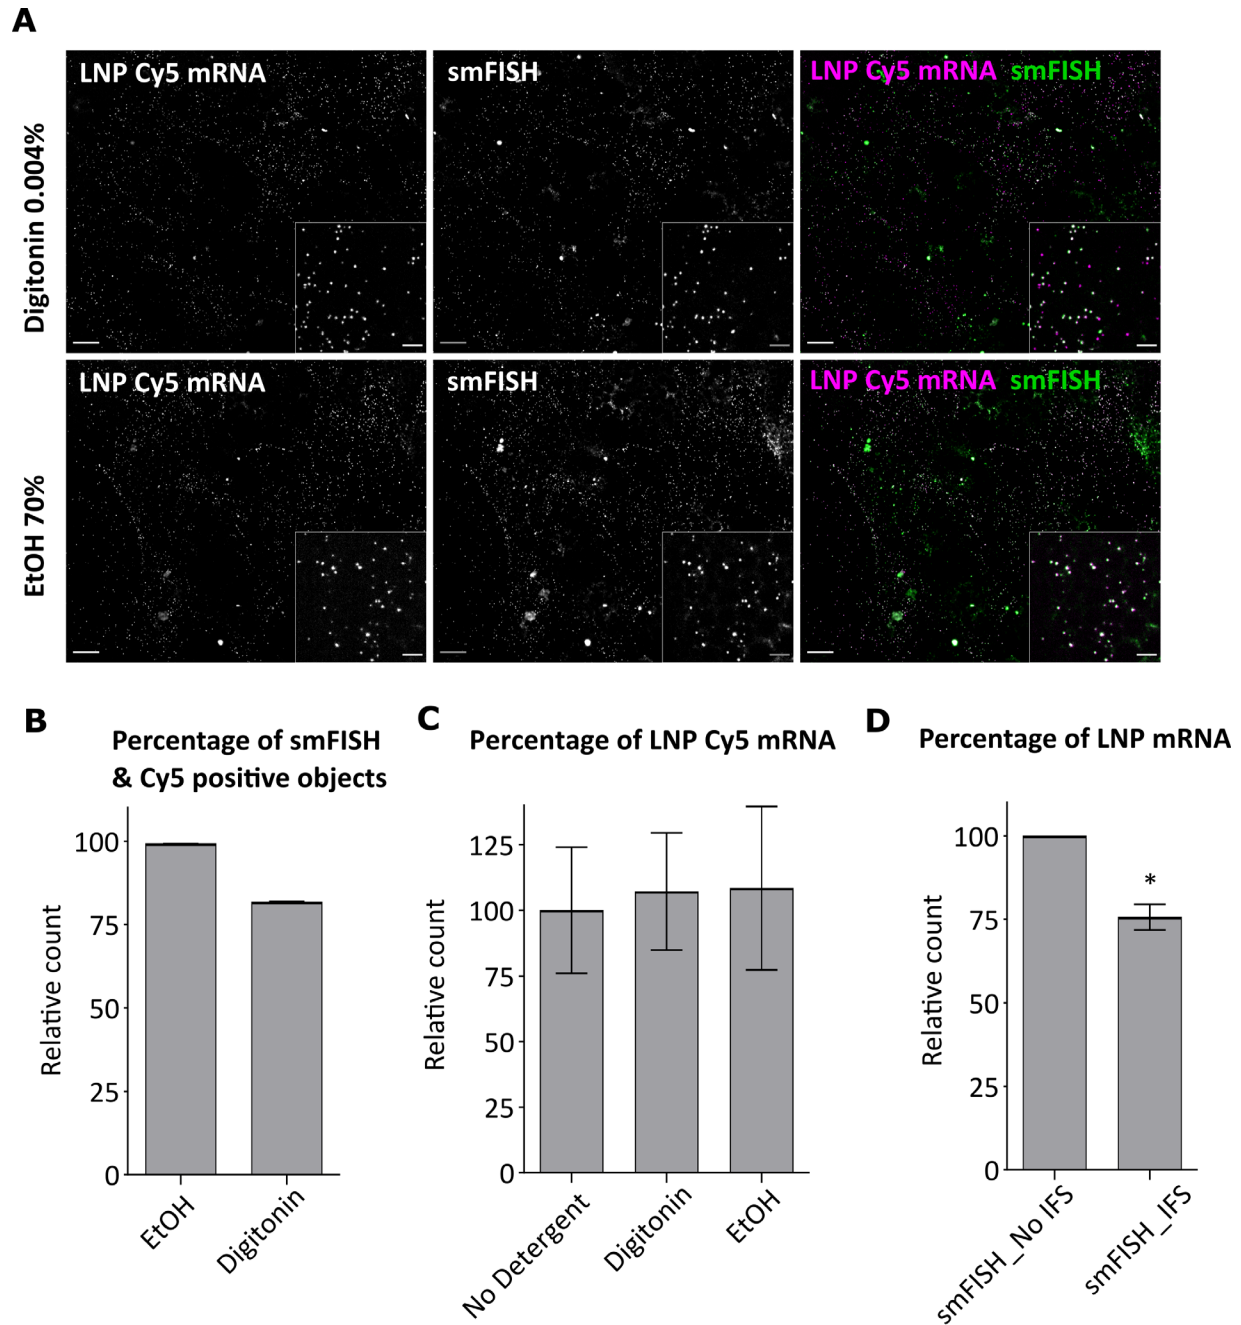 A
LNP Cy5 mRNA
smFISH
LNP Cy5 mRNA smFISH
Digitonin 0.004%
LNP Cy5 mRNA
smFISH
LNP Cy5 mRNA smFISH
EtOH 70%
B
Percentage of smFISH
& Cy5 positive objects
Relative count
100
75
50
25
0
EtOH
Digitonin
C
Percentage of LNP Cy5 mRNA
Relative count
125
100
75
50
25
0
No Detergent
Digitonin
EtOH
D
Percentage of LNP mRNA
Relative count
100
75
50
25
0
*
smFISH_No IFS
smFISH_IFS